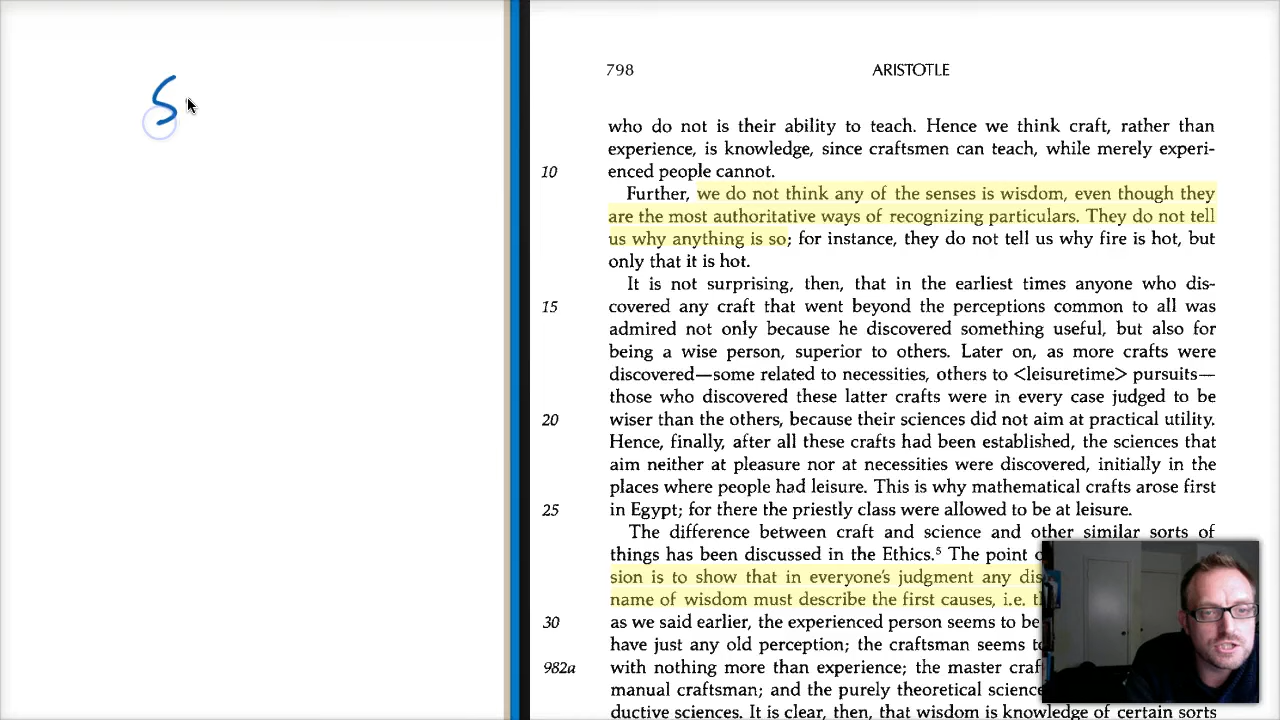 S
798
ARISTOTLE
who do not is their ability to teach. Hence we think craft, rather than
experience, is knowledge, since craftsmen can teach, while merely experi-
10
enced people cannot.
Further, we do not think any of the senses is wisdom, even though they
are the most authoritative ways of recognizing particulars. They do not tell
us why anything is so; for instance, they do not tell us why fire is hot, but
only that it is hot.
It is not surprising, then, that in the earliest times anyone who dis-
15
covered any craft that went beyond the perceptions common to all was
admired not only because he discovered something useful, but also for
being a wise person, superior to others. Later on, as more crafts were
discovered—some related to necessities, others to <leisuretime> pursuits—
those who discovered these latter crafts were in every case judged to be
20
wiser than the others, because their sciences did not aim at practical utility.
Hence, finally, after all these crafts had been established, the sciences that
aim neither at pleasure nor at necessities were discovered, initially in the
places where people had leisure. This is why mathematical crafts arose first
25
in Egypt; for there the priestly class were allowed to be at leisure.
The difference between craft and science and other similar sorts of
things has been discussed in the Ethics.⁵ The point
sion is to show that in everyone's judgment any
name of wisdom must describe the first causes, i.e.
30
as we said earlier, the experienced person seems to be
have just any old perception; the craftsman seems
982a
with nothing more than experience; the master
manual craftsman; and the purely theoretical
ductive sciences. It is clear, then, that wisdom is knowledge of certain sorts